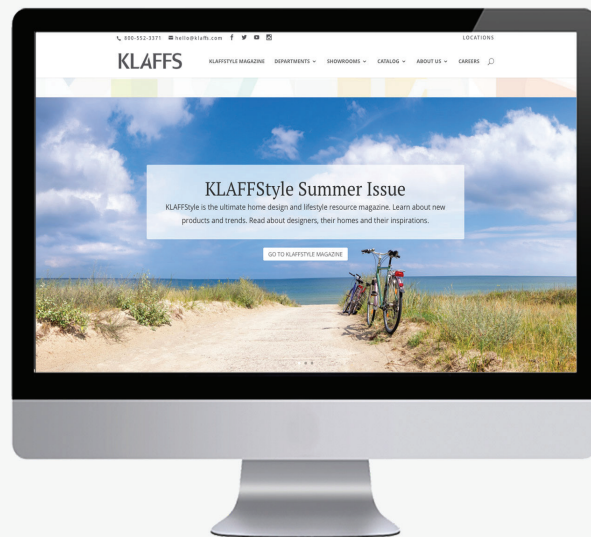 800-552-3371 hello@klaffs.com
LOCATIONS
KLAFFS
KLAFFSTYLE MAGAZINE DEPARTMENTS SHOWROOMS CATALOG ABOUT US CAREERS
KLAFFStyle Summer Issue
KLAFFStyle is the ultimate home design and lifestyle resource magazine. Learn about new
products and trends. Read about designers, their homes and their inspirations.
GO TO KLAFFSTYLE MAGAZINE